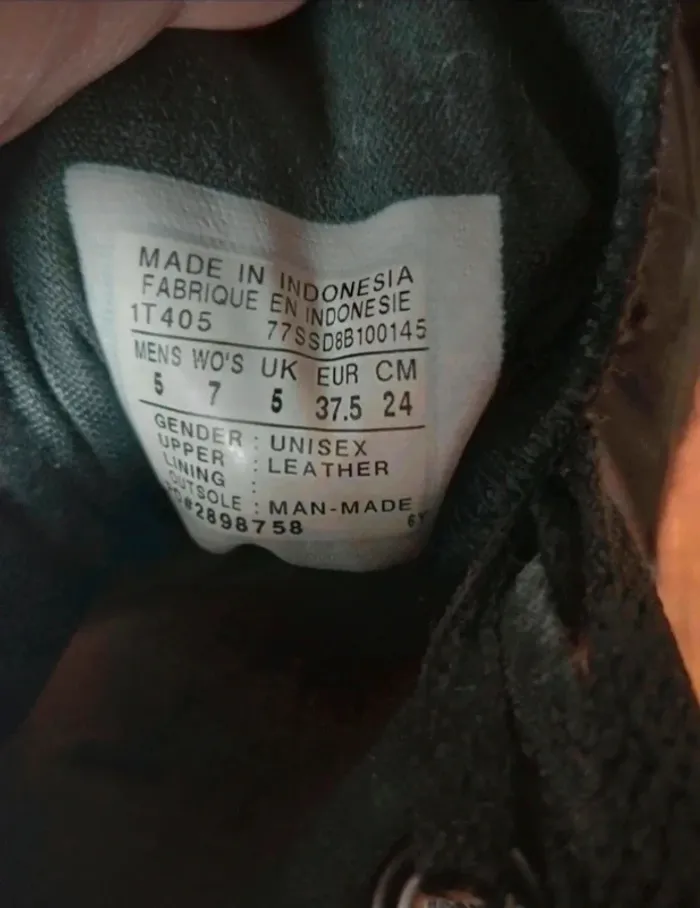 MADE IN INDONESIA
FABRIQUE EN INDONESIE
1T405 77SSD8B100145
MENS WO'S UK EUR CM
5 7 5 37.5 24
GENDER : UNISEX
UPPER : LEATHER
LINING :
OUTSOLE : MAN-MADE
#2898758